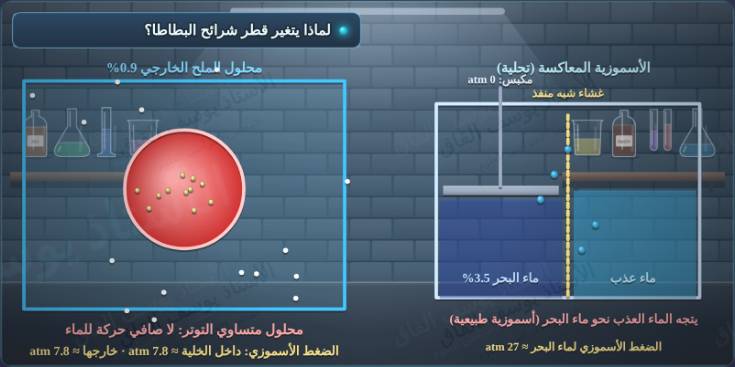 لماذا يتغير قطر شرائح البطاطا؟
الأسموزية المعاكسة (تحلية)
مكبس: 0 atm
غشاء شبه منفذ
ماء عذب
ماء البحر 3.5%
يتجه الماء العذب نحو ماء البحر (أسموزية طبيعية)
الضغط الأسموزي لماء البحر ≈ 27 atm
محلول الملح الخارجي 0.9%
محلول متساوي التوتر: لا صافي حركة للماء
الضغط الأسموزي: داخل الخلية ≈ 7.8 atm · خارجها ≈ 7.8 atm